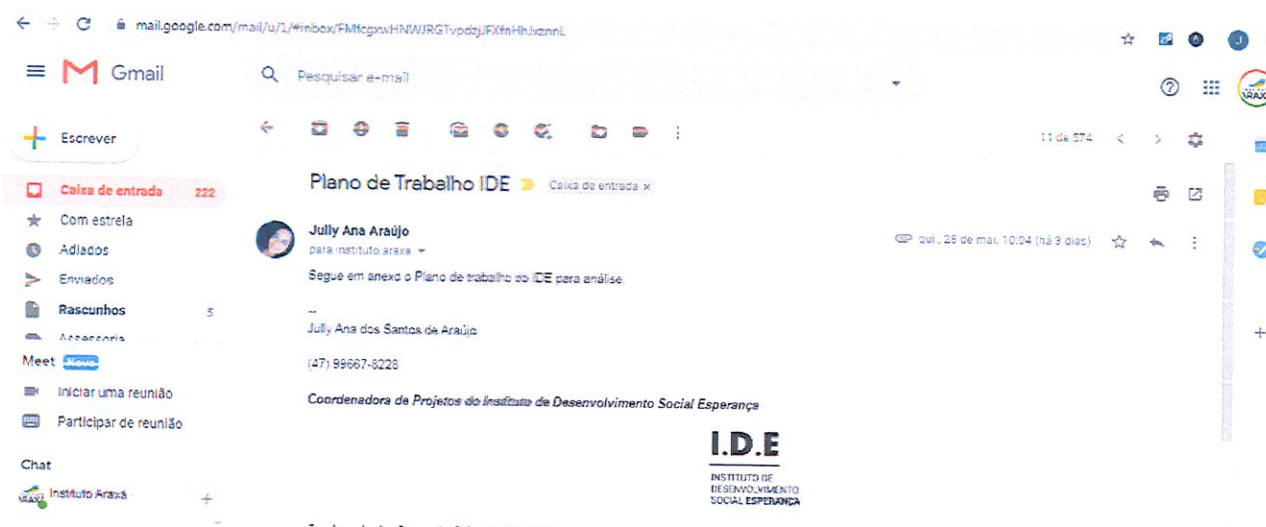 mail.google.com/mail/u/1/#inbox/
Gmail
Pesquisar e-mail
Escrever
11 de 574
Caixa de entrada 222
Plano de Trabalho IDE Caixa de entrada x
Com estrela
Jully Ana Araújo
qui., 28 de mai. 10:04 (há 3 dias)
Adiados
para instituto.araxa
Enviados
Segue em anexo o Plano de trabalho do IDE para análise.
Rascunhos 5
--
Jully Ana dos Santos de Araújo
Meet Novo
(47) 99667-8228
Iniciar uma reunião
Coordenadora de Projetos do Instituto de Desenvolvimento Social Esperança
Participar de reunião
I.D.E
Chat
INSTITUTO DE
DESENVOLVIMENTO
SOCIAL ESPERANÇA
Instituto Araxá